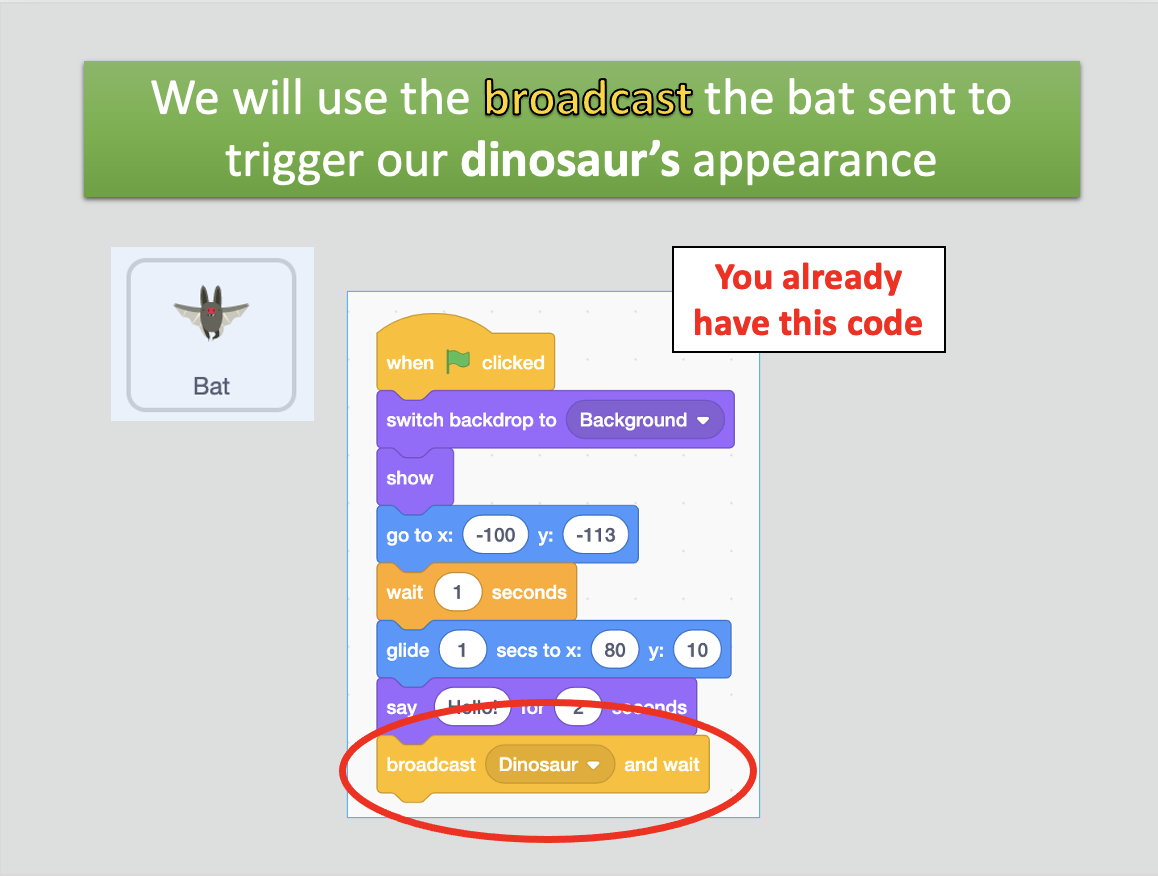 We will use the broadcast the bat sent to
trigger our dinosaur’s appearance
You already
have this code
Bat
when clicked
switch backdrop to Background
show
go to x: -100 y: -113
wait 1 seconds
glide 1 secs to x: 80 y: 10
say Hello! for 2 seconds
broadcast Dinosaur and wait